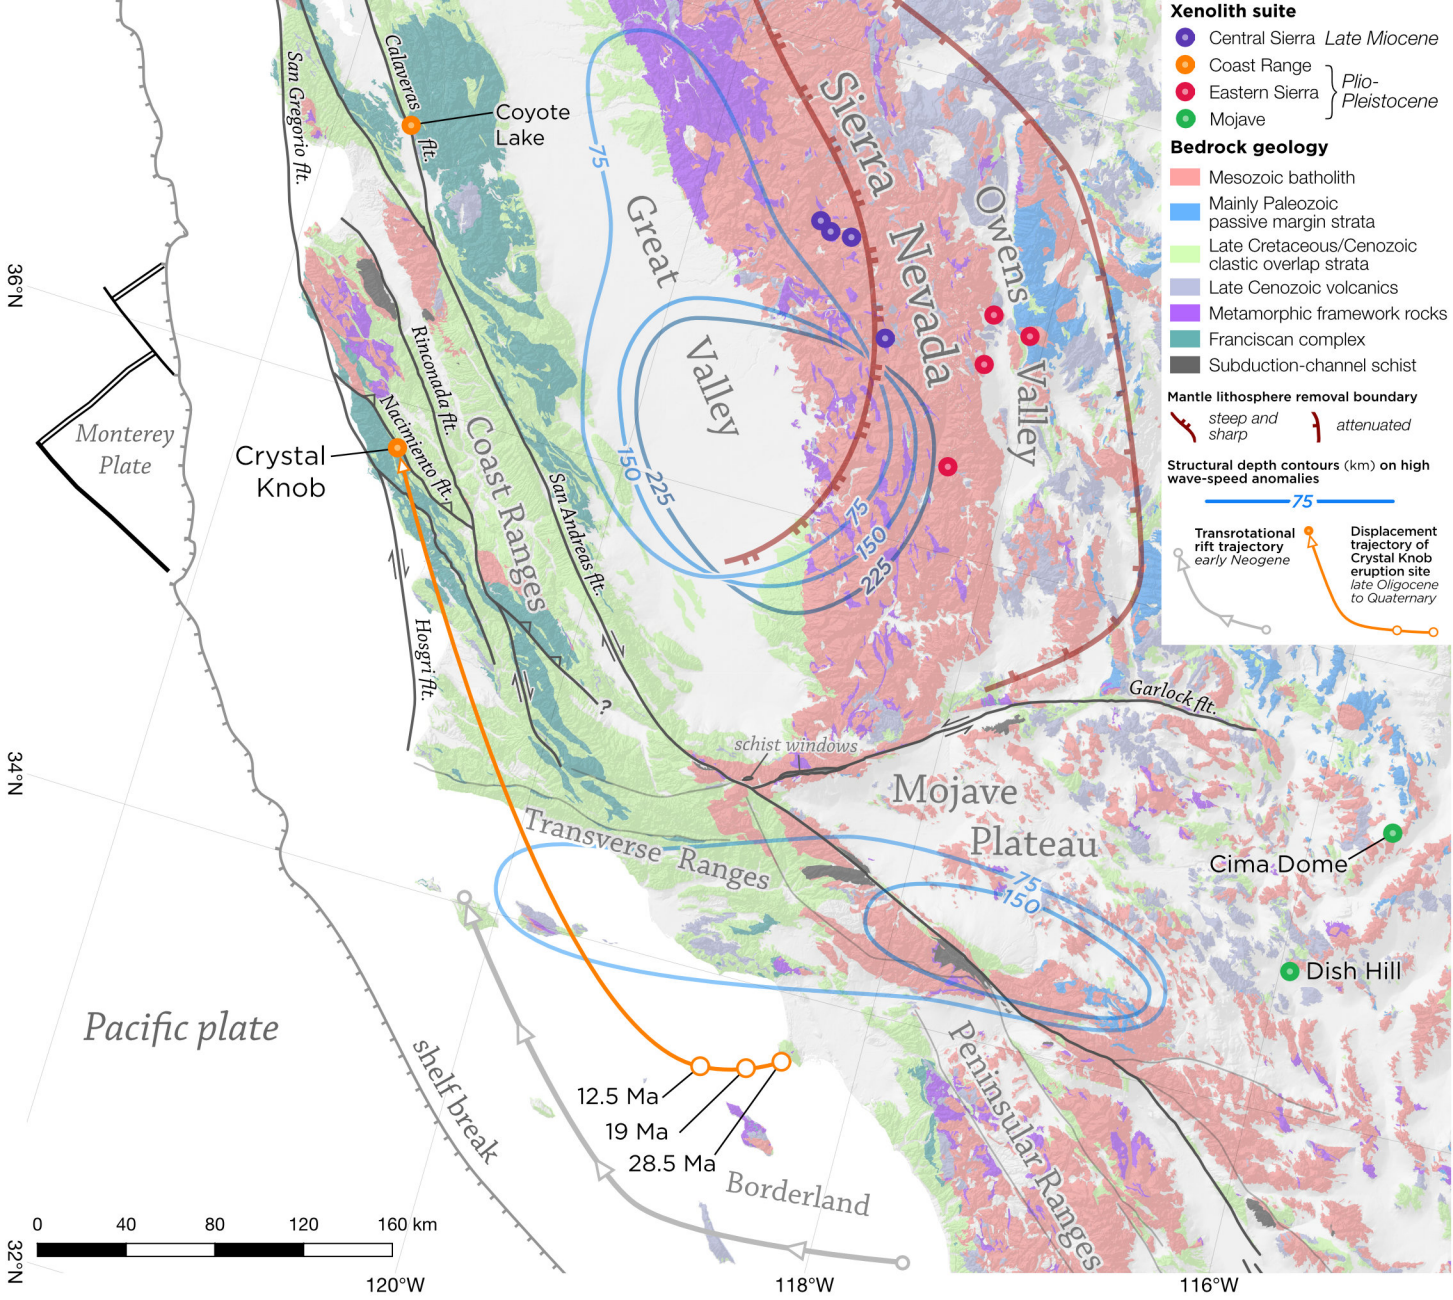 Xenolith suite
Central Sierra Late Miocene
Coast Range
Eastern Sierra
Plio-
Pleistocene
Mojave
Bedrock geology
Mesozoic batholith
Mainly Paleozoic
passive margin strata
Late Cretaceous/Cenozoic
clastic overlap strata
Late Cenozoic volcanics
Metamorphic framework rocks
Franciscan complex
Subduction-channel schist
Mantle lithosphere removal boundary
steep and
sharp
attenuated
Structural depth contours (km) on high
wave-speed anomalies
75
Transrotational
rift trajectory
early Neogene
Displacement
trajectory of
Crystal Knob
eruption site
late Oligocene
to Quaternary
San Gregorio flt.
Calaveras flt.
Coyote
Lake
75
Great
Valley
Sierra
Nevada
Owens
Valley
36°N
Monterey
Plate
Rinconada flt.
Nacimiento flt.
Crystal
Knob
Coast Ranges
San Andreas flt.
150
225
75
150
225
Hosgri flt.
?
Garlock flt.
schist windows
34°N
Mojave
Plateau
Transverse Ranges
Cima Dome
75
150
Dish Hill
Pacific plate
shelf break
12.5 Ma
19 Ma
28.5 Ma
Borderland
Peninsular Ranges
0 40 80 120 160 km
32°N
120°W
118°W
116°W